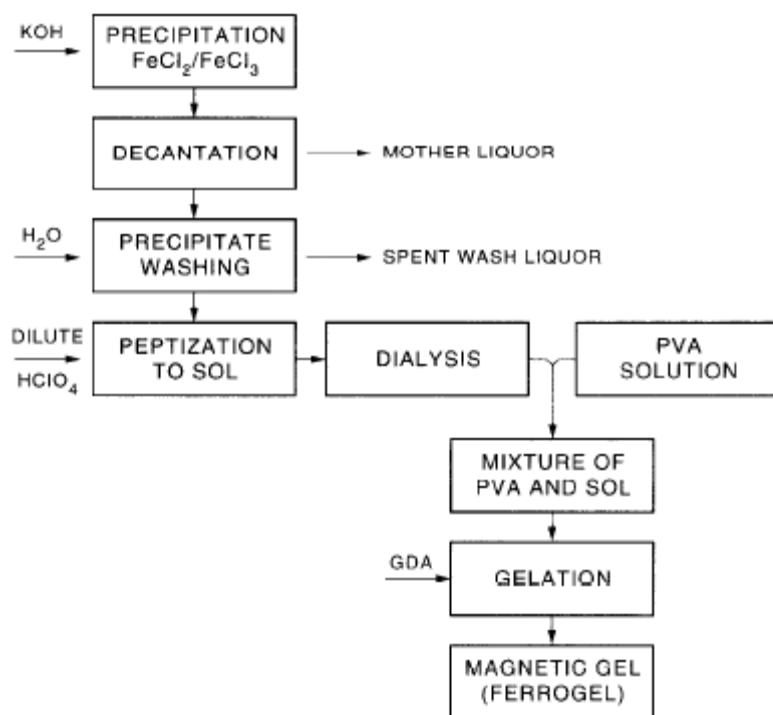 KOH
PRECIPITATION
FeCl₂/FeCl₃
DECANTATION
MOTHER LIQUOR
H₂O
PRECIPITATE
WASHING
SPENT WASH LIQUOR
DILUTE
HClO₄
PEPTIZATION
TO SOL
DIALYSIS
PVA
SOLUTION
MIXTURE OF
PVA AND SOL
GDA
GELATION
MAGNETIC GEL
(FERROGEL)